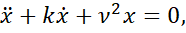 ẍ + kẋ + ν²x = 0,